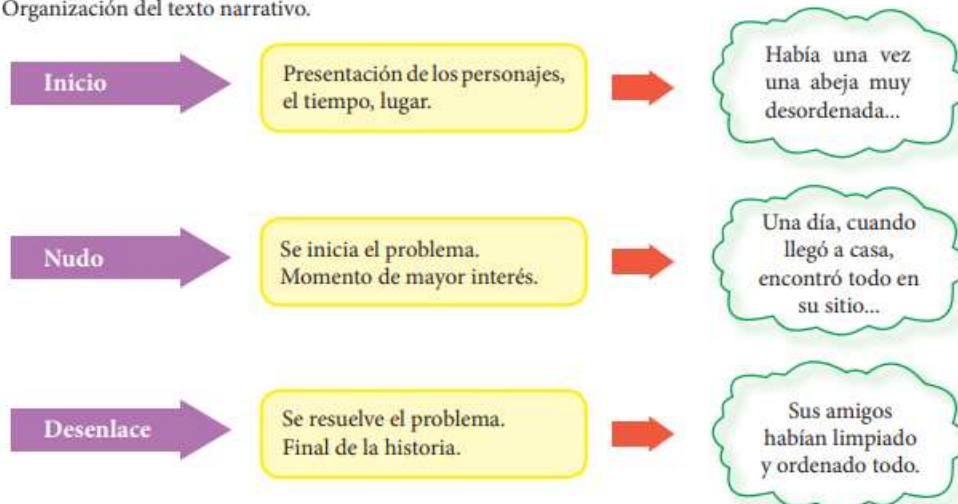 Organización del texto narrativo.
Inicio
Presentación de los personajes,
el tiempo, lugar.
Había una vez
una abeja muy
desordenada...
Nudo
Se inicia el problema.
Momento de mayor interés.
Una día, cuando
llegó a casa,
encontró todo en
su sitio...
Desenlace
Se resuelve el problema.
Final de la historia.
Sus amigos
habían limpiado
y ordenado todo.